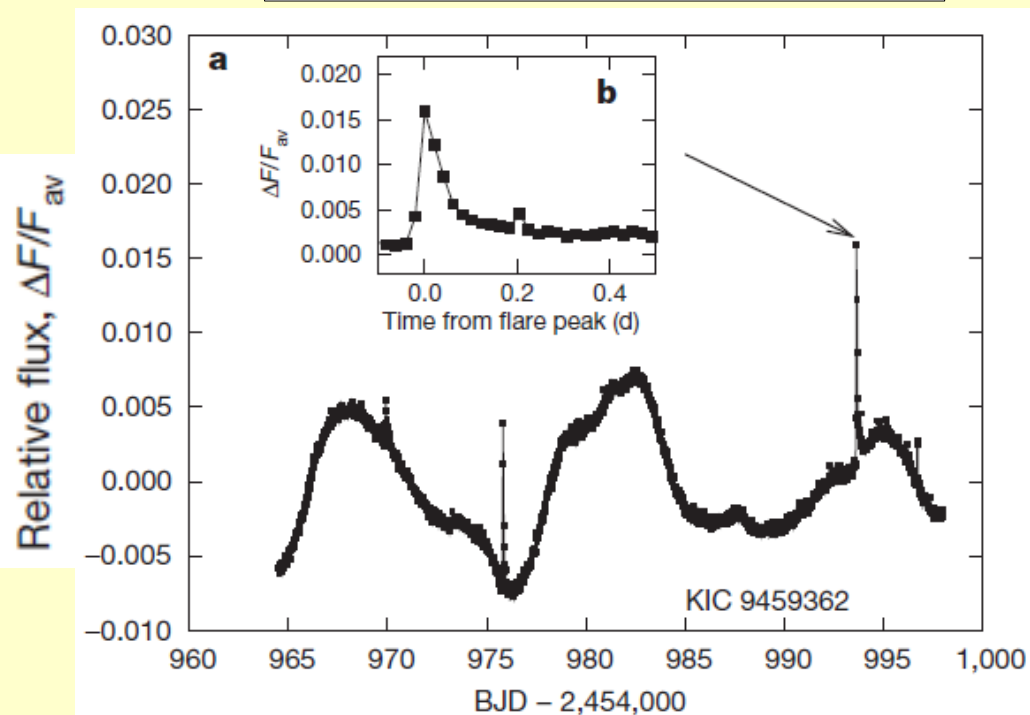 0.030
0.025
0.020
0.015
0.010
0.005
0.000
−0.005
−0.010
Relative flux, ΔF/Fav
a
b
0.020
0.015
0.010
0.005
0.000
ΔF/Fav
0.0 0.2 0.4
Time from flare peak (d)
KIC 9459362
960 965 970 975 980 985 990 995 1,000
BJD – 2,454,000